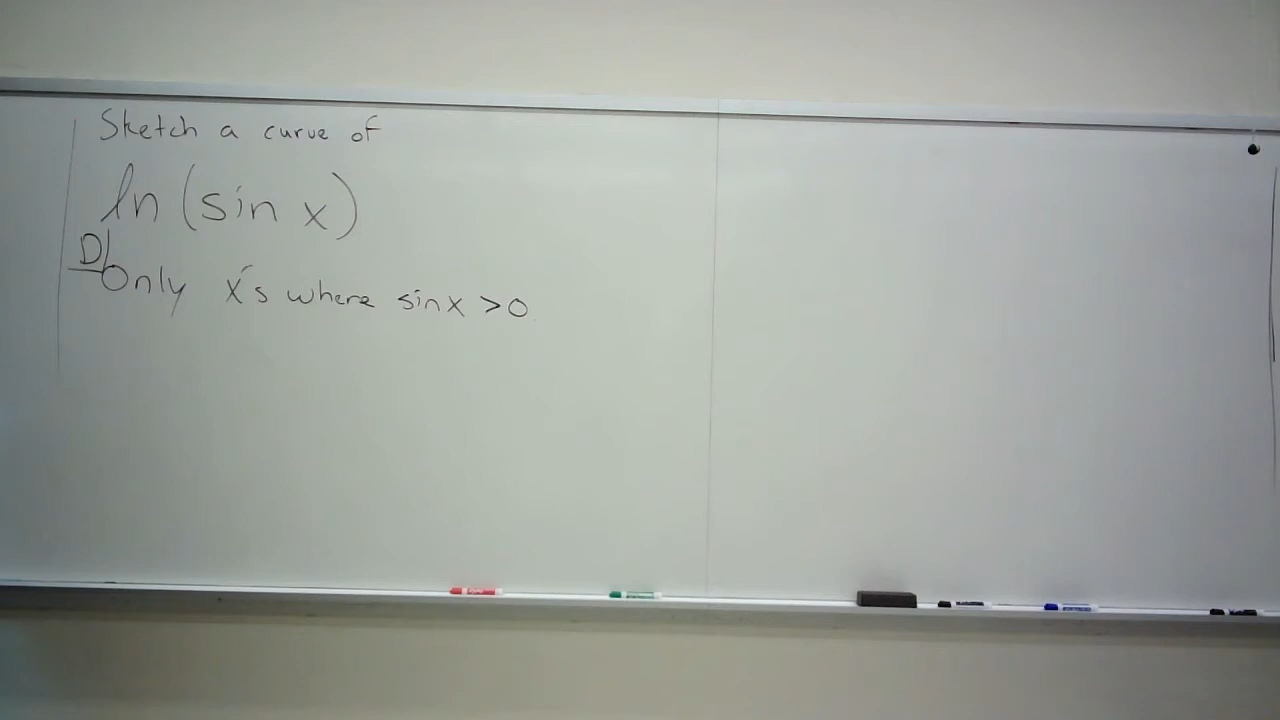 Sketch a curve of
ln (sin x)
D/
Only x's where sin x > 0